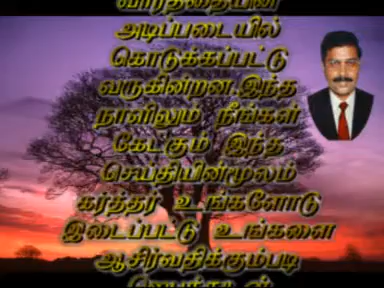 வார்த்தையின்
அடிப்படையில்
கொடுக்கப்பட்டு
வருகின்றன.இந்த
நாளிலும் நீங்கள்
கேட்கும் இந்த
செய்தியின்மூலம்
கர்த்தர் உங்களோடு
இடைப்பட்டு உங்களை
ஆசிர்வதிக்கும்படி